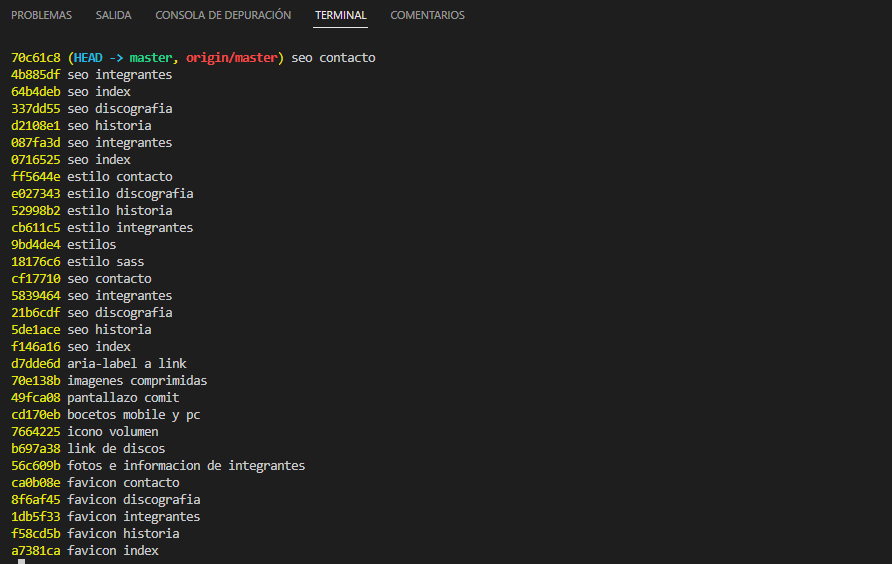 PROBLEMAS SALIDA CONSOLA DE DEPURACIÓN TERMINAL COMENTARIOS
70c61c8 (HEAD -> master, origin/master) seo contacto
4b885df seo integrantes
64b4deb seo index
337dd55 seo discografia
d2108e1 seo historia
087fa3d seo integrantes
0716525 seo index
ff5644e estilo contacto
e027343 estilo discografia
52998b2 estilo historia
cb611c5 estilo integrantes
9bd4de4 estilos
18176c6 estilo sass
cf17710 seo contacto
5839464 seo integrantes
21b6cdf seo discografia
5de1ace seo historia
f146a16 seo index
d7dde6d aria-label a link
70e138b imagenes comprimidas
49fca08 pantallazo comit
cd170eb bocetos mobile y pc
7664225 icono volumen
b697a38 link de discos
56c609b fotos e informacion de integrantes
ca0b08e favicon contacto
8f6af45 favicon discografia
1db5f33 favicon integrantes
f58cd5b favicon historia
a7381ca favicon index